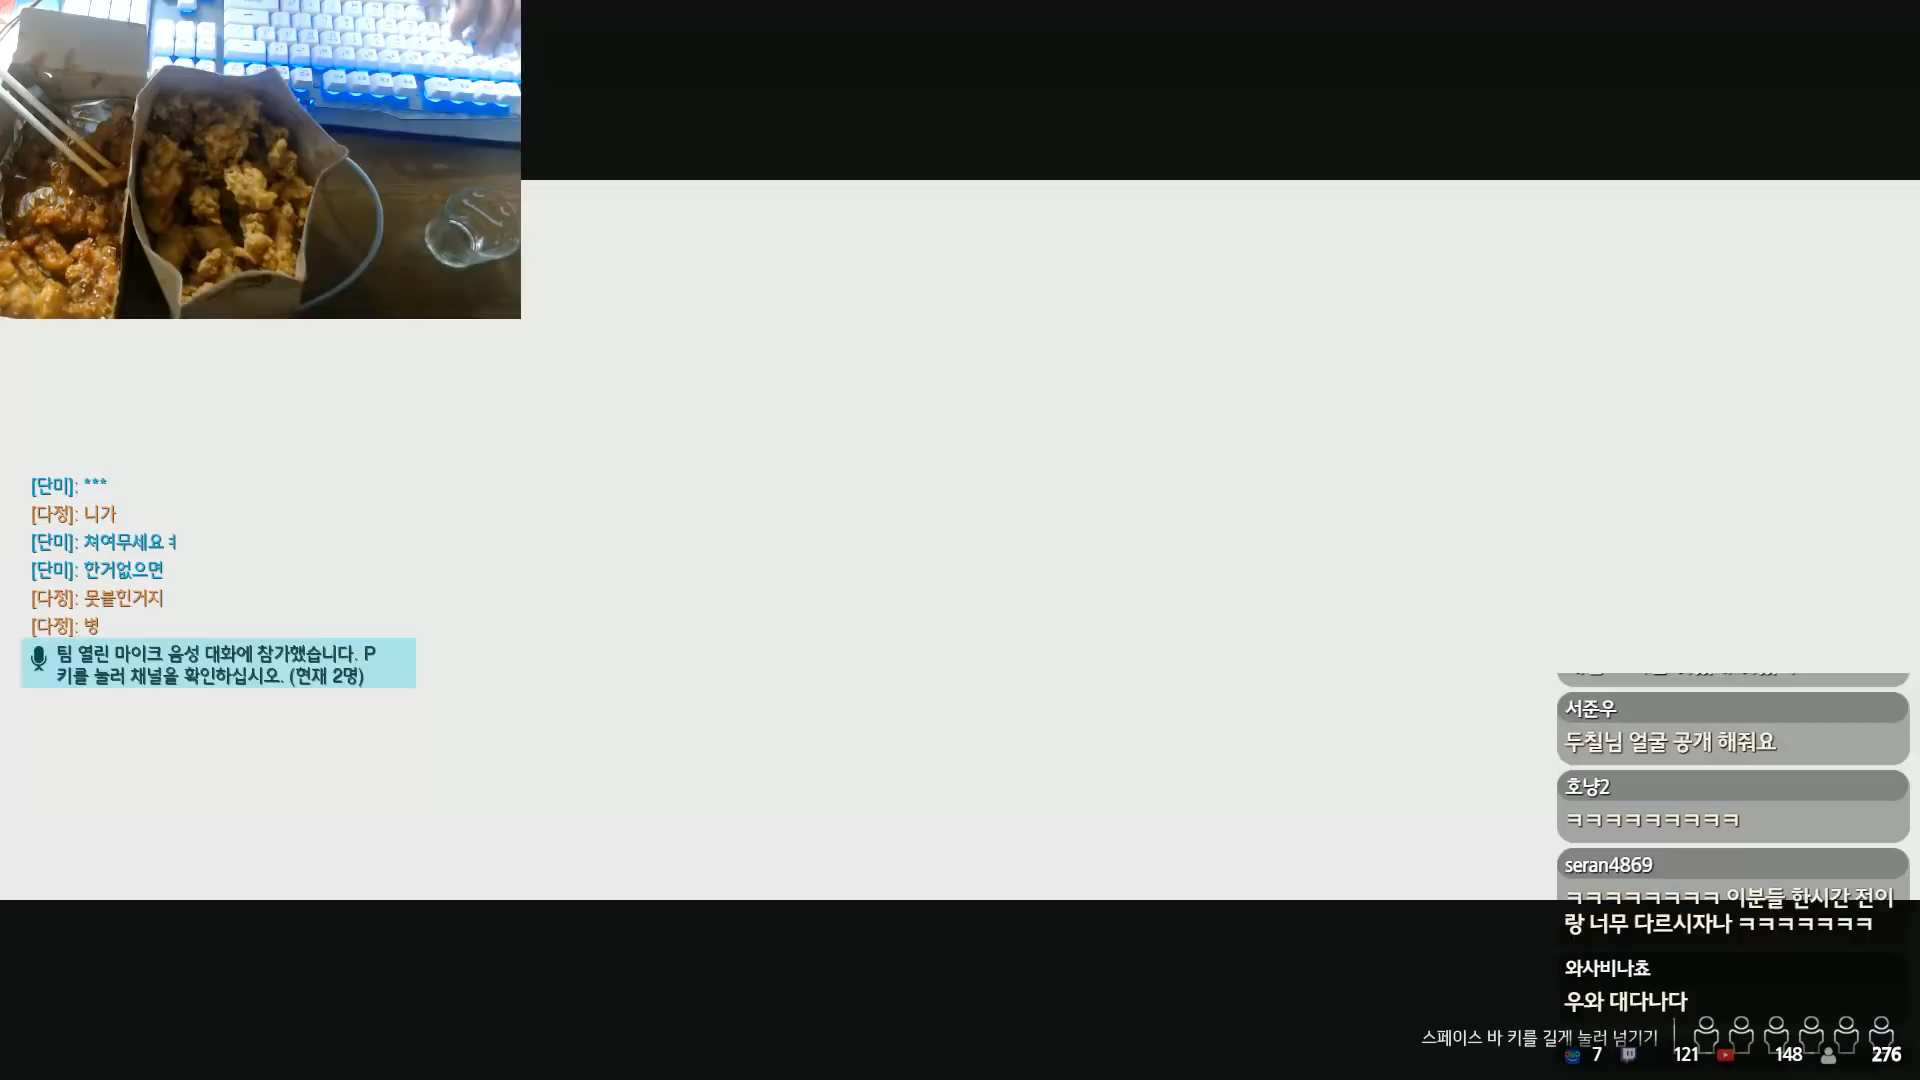 [단미]: ***
[다정]: 니가
[단미]: 쳐여무세요ㅕ
[단미]: 한거없으면
[다정]: 못붙힌거지
[다정]: 병
팀 열린 마이크 음성 대화에 참가했습니다. P
키를 눌러 채널을 확인하십시오. (현재 2명)
서준우
두칠님 얼굴 공개 해줘요
호냥2
ㅋㅋㅋㅋㅋㅋㅋㅋㅋ
seran4869
ㅋㅋㅋㅋㅋㅋㅋㅋ 이분들 한시간 전이
랑 너무 다르시자나 ㅋㅋㅋㅋㅋㅋㅋ
와사비나쵸
우와 대다나다
스페이스 바 키를 길게 눌러 넘기기
7 121 148 276